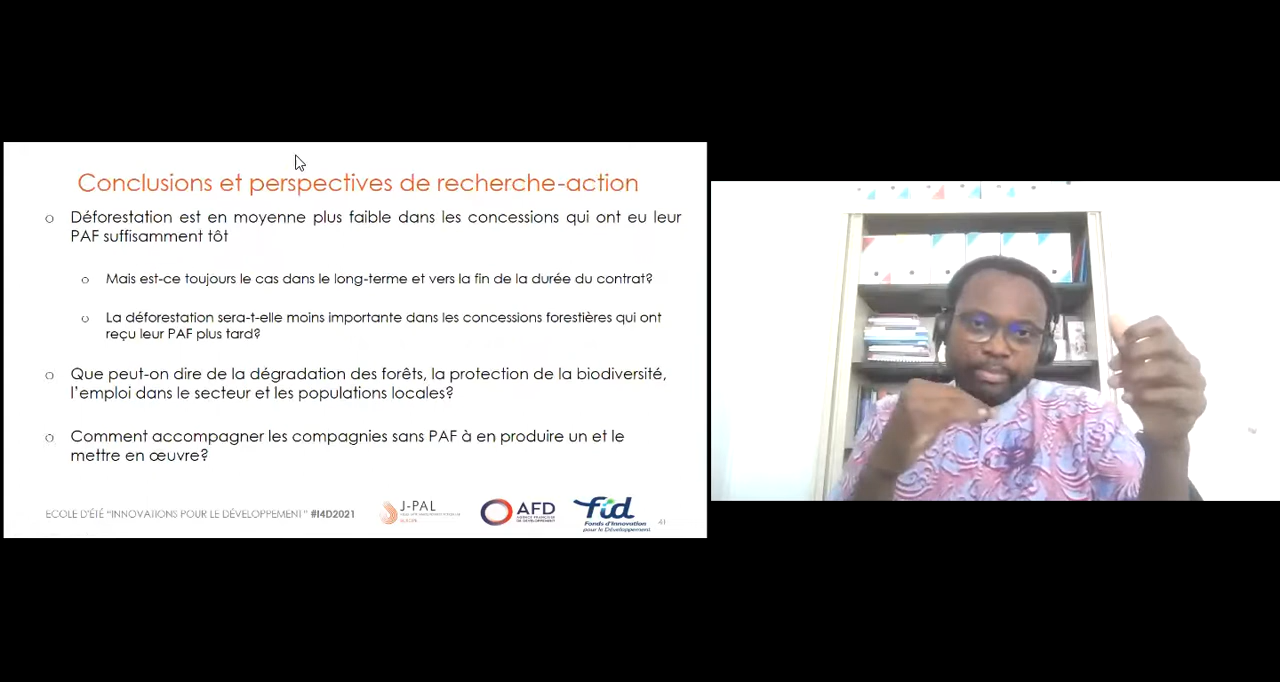 Conclusions et perspectives de recherche-action
o Déforestation est en moyenne plus faible dans les concessions qui ont eu leur
PAF suffisamment tôt
o Mais est-ce toujours le cas dans le long-terme et vers la fin de la durée du contrat?
o La déforestation sera-t-elle moins importante dans les concessions forestières qui ont
reçu leur PAF plus tard?
o Que peut-on dire de la dégradation des forêts, la protection de la biodiversité,
l'emploi dans le secteur et les populations locales?
o Comment accompagner les compagnies sans PAF à en produire un et le
mettre en œuvre?
ECOLE D'ÉTÉ "INNOVATIONS POUR LE DÉVELOPPEMENT" #I4D2021
J-PAL
AFD
AGENCE FRANÇAISE
DE DÉVELOPPEMENT
fid
Fonds d'Innovation
pour le Développement
41